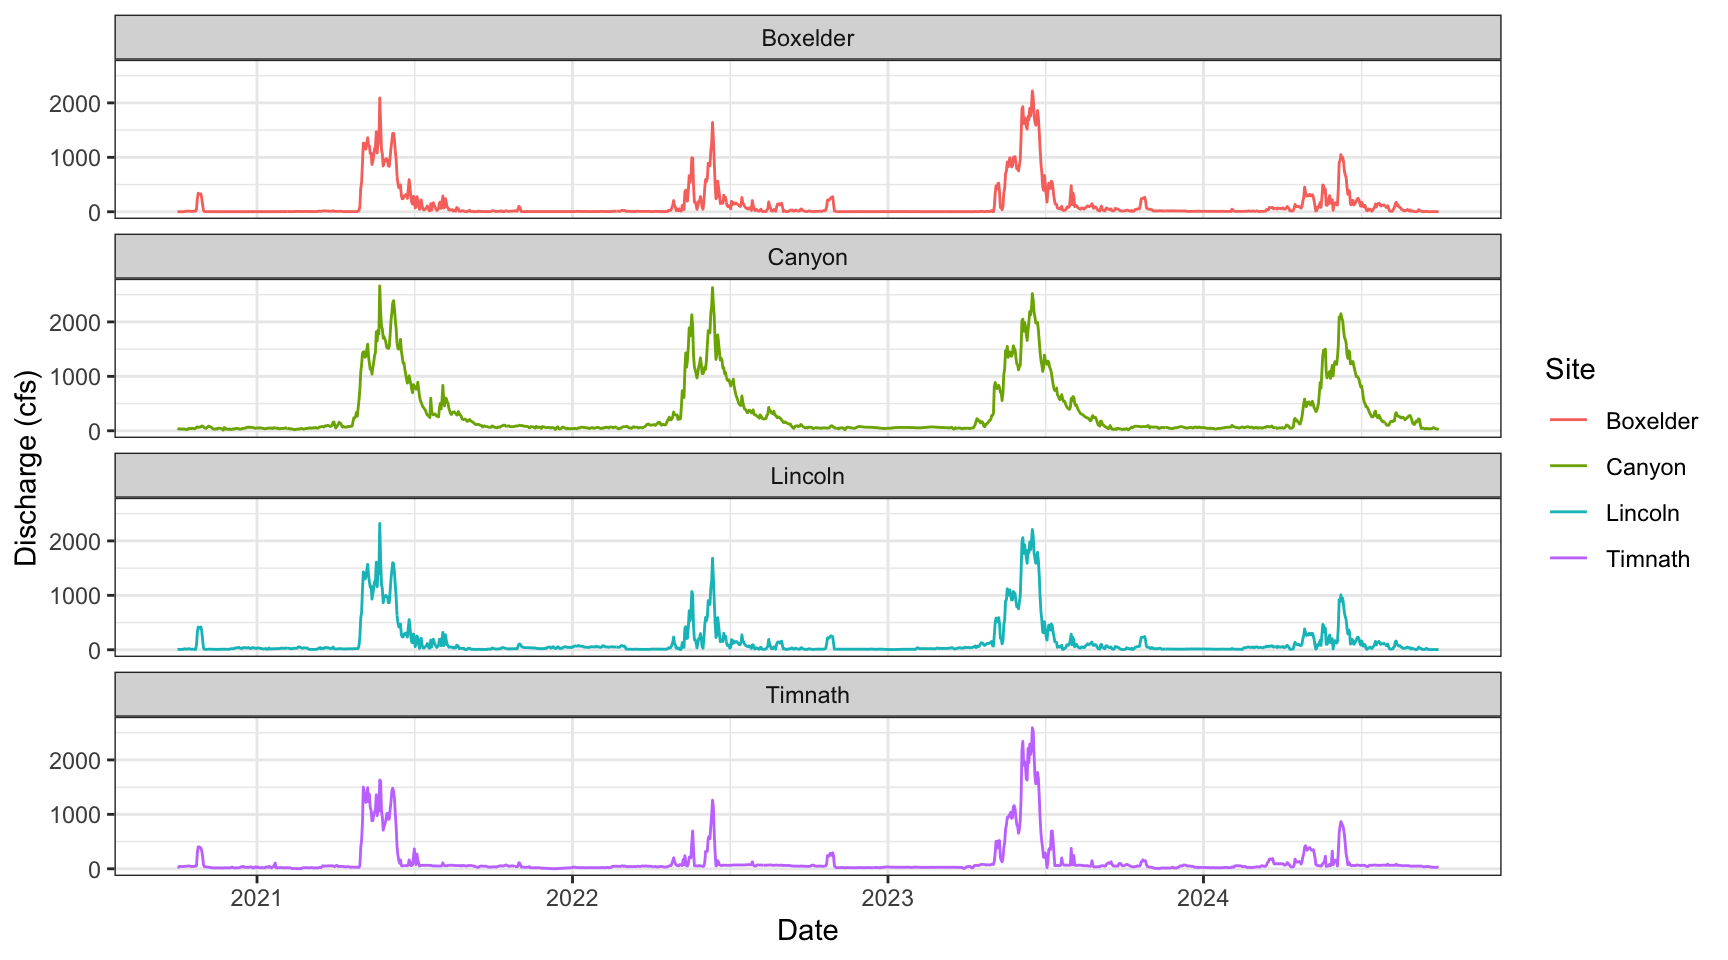 Boxelder
2000
1000
0
Canyon
2000
1000
0
Lincoln
2000
1000
0
Timnath
2000
1000
0
2021 2022 2023 2024
Date
Discharge (cfs)
Site
Boxelder
Canyon
Lincoln
Timnath